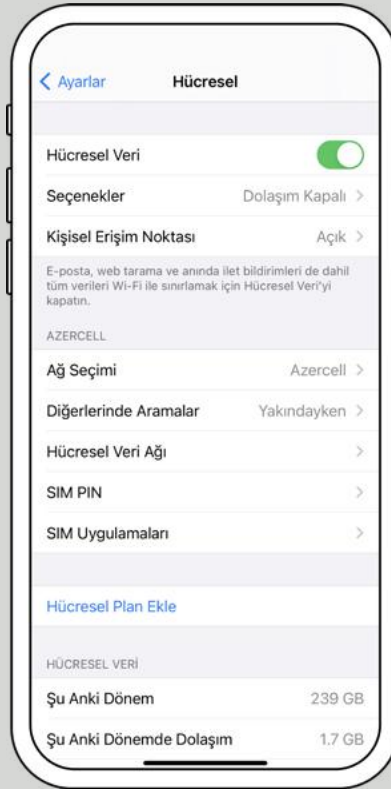 Ayarlar
Hücresel
Hücresel Veri
Seçenekler Dolaşım Kapalı
Kişisel Erişim Noktası Açık
E-posta, web tarama ve anında ilet bildirimleri de dahil
tüm verileri Wi-Fi ile sınırlamak için Hücresel Veri'yi
kapatın.
AZERCELL
Ağ Seçimi Azercell
Diğerlerinde Aramalar Yakındayken
Hücresel Veri Ağı
SIM PIN
SIM Uygulamaları
Hücresel Plan Ekle
HÜCRESEL VERİ
Şu Anki Dönem 239 GB
Şu Anki Dönemde Dolaşım 1.7 GB